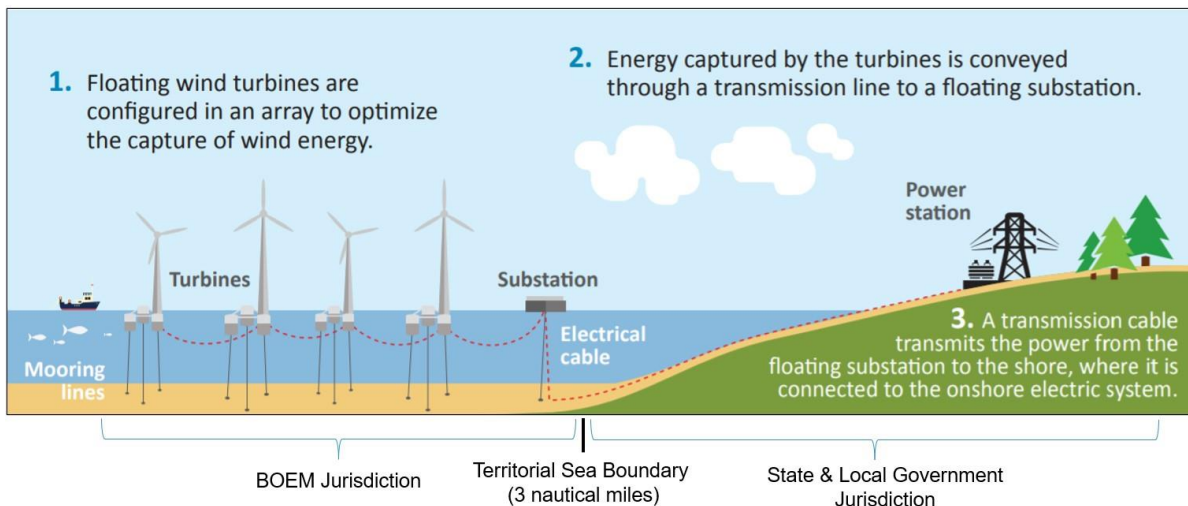 1. Floating wind turbines are
configured in an array to optimize
the capture of wind energy.
2. Energy captured by the turbines is conveyed
through a transmission line to a floating substation.
Power
station
Turbines
Substation
Electrical
cable
Mooring
lines
3. A transmission cable
transmits the power from the
floating substation to the shore, where it is
connected to the onshore electric system.
BOEM Jurisdiction
Territorial Sea Boundary
(3 nautical miles)
State & Local Government
Jurisdiction